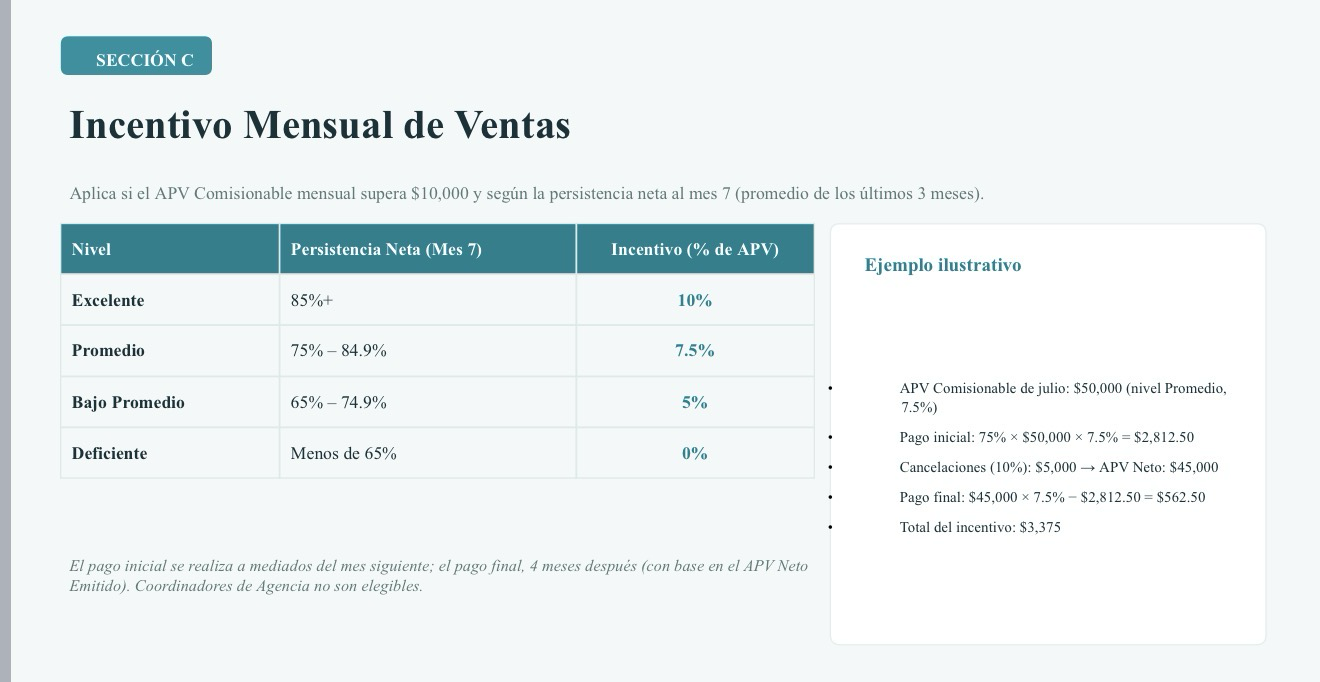 SECCIÓN C
Incentivo Mensual de Ventas
Aplica si el APV Comisionable mensual supera $10,000 y según la persistencia neta al mes 7 (promedio de los últimos 3 meses).
Nivel Persistencia Neta (Mes 7) Incentivo (% de APV)
Excelente 85%+ 10%
Promedio 75% – 84.9% 7.5%
Bajo Promedio 65% – 74.9% 5%
Deficiente Menos de 65% 0%
El pago inicial se realiza a mediados del mes siguiente; el pago final, 4 meses después (con base en el APV Neto
Emitido). Coordinadores de Agencia no son elegibles.
Ejemplo ilustrativo
• APV Comisionable de julio: $50,000 (nivel Promedio,
7.5%)
• Pago inicial: 75% × $50,000 × 7.5% = $2,812.50
• Cancelaciones (10%): $5,000 → APV Neto: $45,000
• Pago final: $45,000 × 7.5% − $2,812.50 = $562.50
• Total del incentivo: $3,375